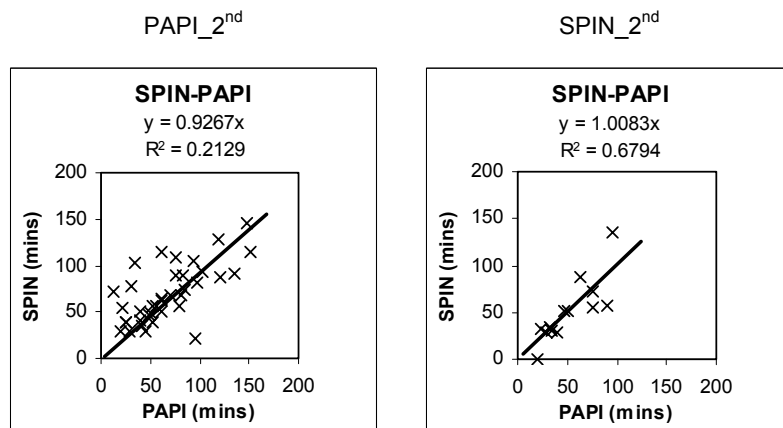 PAPI_2nd
SPIN-PAPI
y = 0.9267x
R² = 0.2129
200
150
100
50
0
SPIN (mins)
0 50 100 150 200
PAPI (mins)
SPIN_2nd
SPIN-PAPI
y = 1.0083x
R² = 0.6794
200
150
100
50
0
SPIN (mins)
0 50 100 150 200
PAPI (mins)